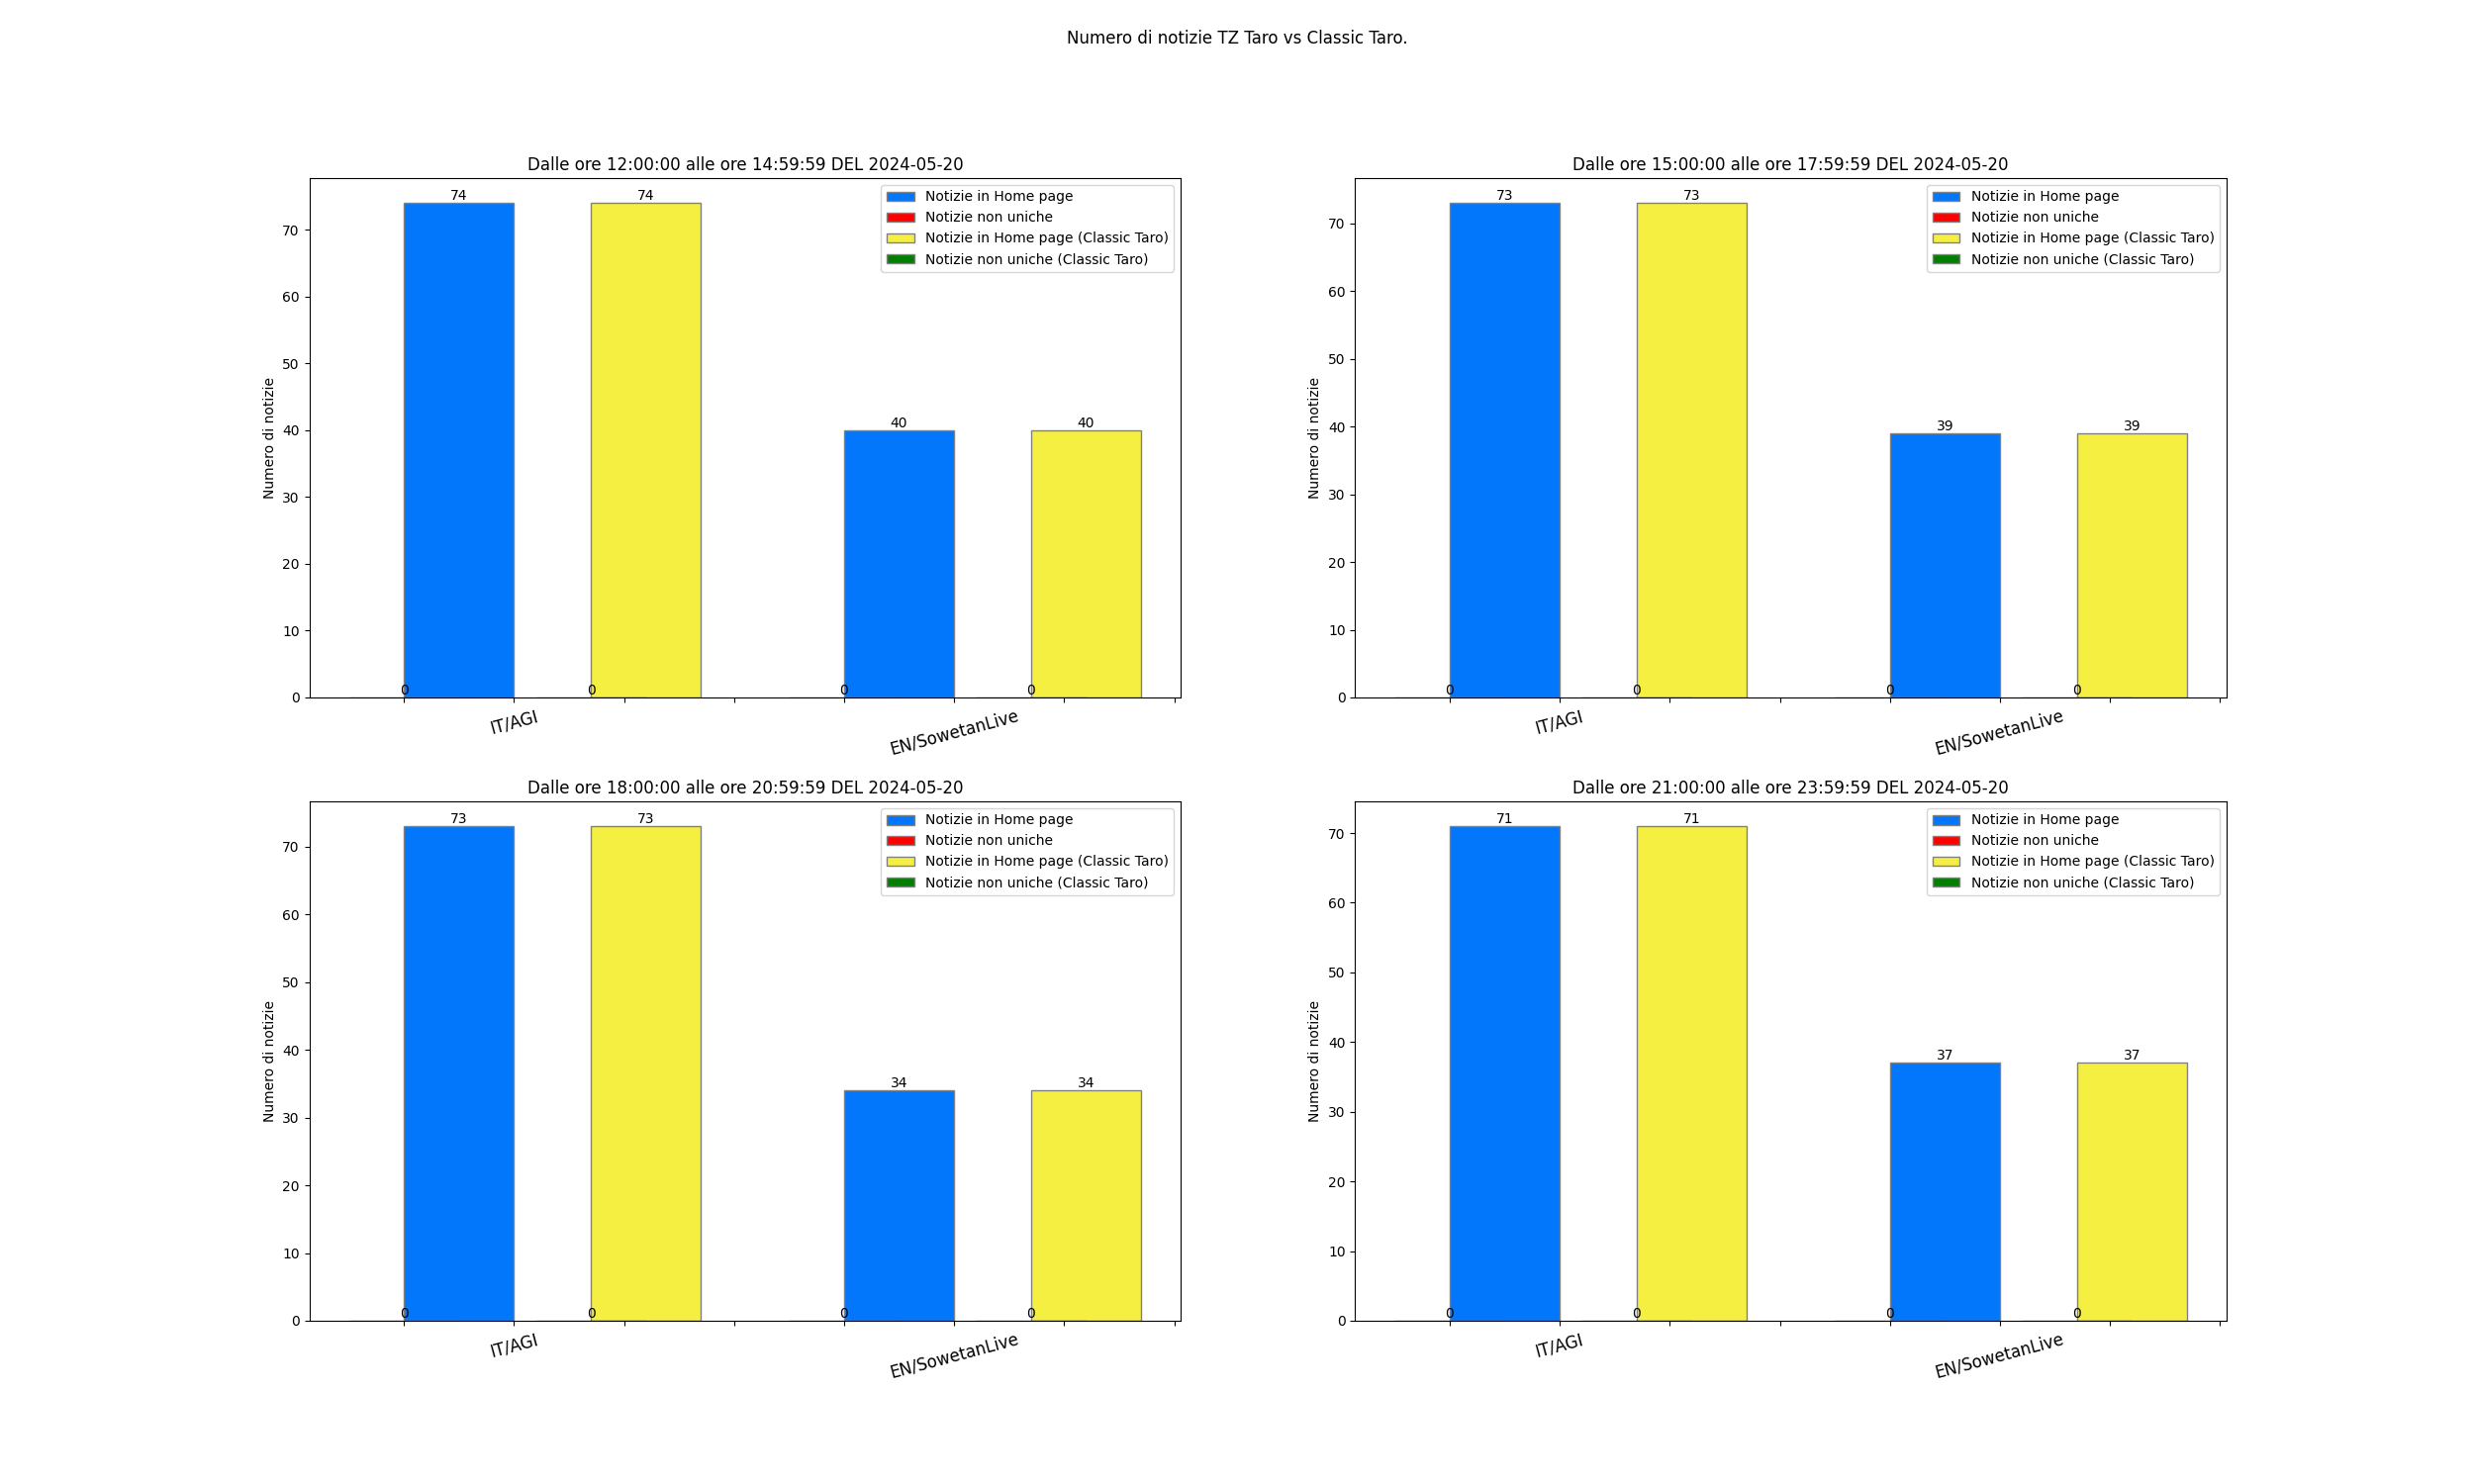 Numero di notizie TZ Taro vs Classic Taro.
Dalle ore 12:00:00 alle ore 14:59:59 DEL 2024-05-20
Numero di notizie
70
60
50
40
30
20
10
0
74
74
40
40
0
0
0
0
Notizie in Home page
Notizie non uniche
Notizie in Home page (Classic Taro)
Notizie non uniche (Classic Taro)
IT/AGI
EN/SowetanLive
Dalle ore 15:00:00 alle ore 17:59:59 DEL 2024-05-20
Numero di notizie
70
60
50
40
30
20
10
0
73
73
39
39
0
0
0
0
Notizie in Home page
Notizie non uniche
Notizie in Home page (Classic Taro)
Notizie non uniche (Classic Taro)
IT/AGI
EN/SowetanLive
Dalle ore 18:00:00 alle ore 20:59:59 DEL 2024-05-20
Numero di notizie
70
60
50
40
30
20
10
0
73
73
34
34
0
0
0
0
Notizie in Home page
Notizie non uniche
Notizie in Home page (Classic Taro)
Notizie non uniche (Classic Taro)
IT/AGI
EN/SowetanLive
Dalle ore 21:00:00 alle ore 23:59:59 DEL 2024-05-20
Numero di notizie
70
60
50
40
30
20
10
0
71
71
37
37
0
0
0
0
Notizie in Home page
Notizie non uniche
Notizie in Home page (Classic Taro)
Notizie non uniche (Classic Taro)
IT/AGI
EN/SowetanLive